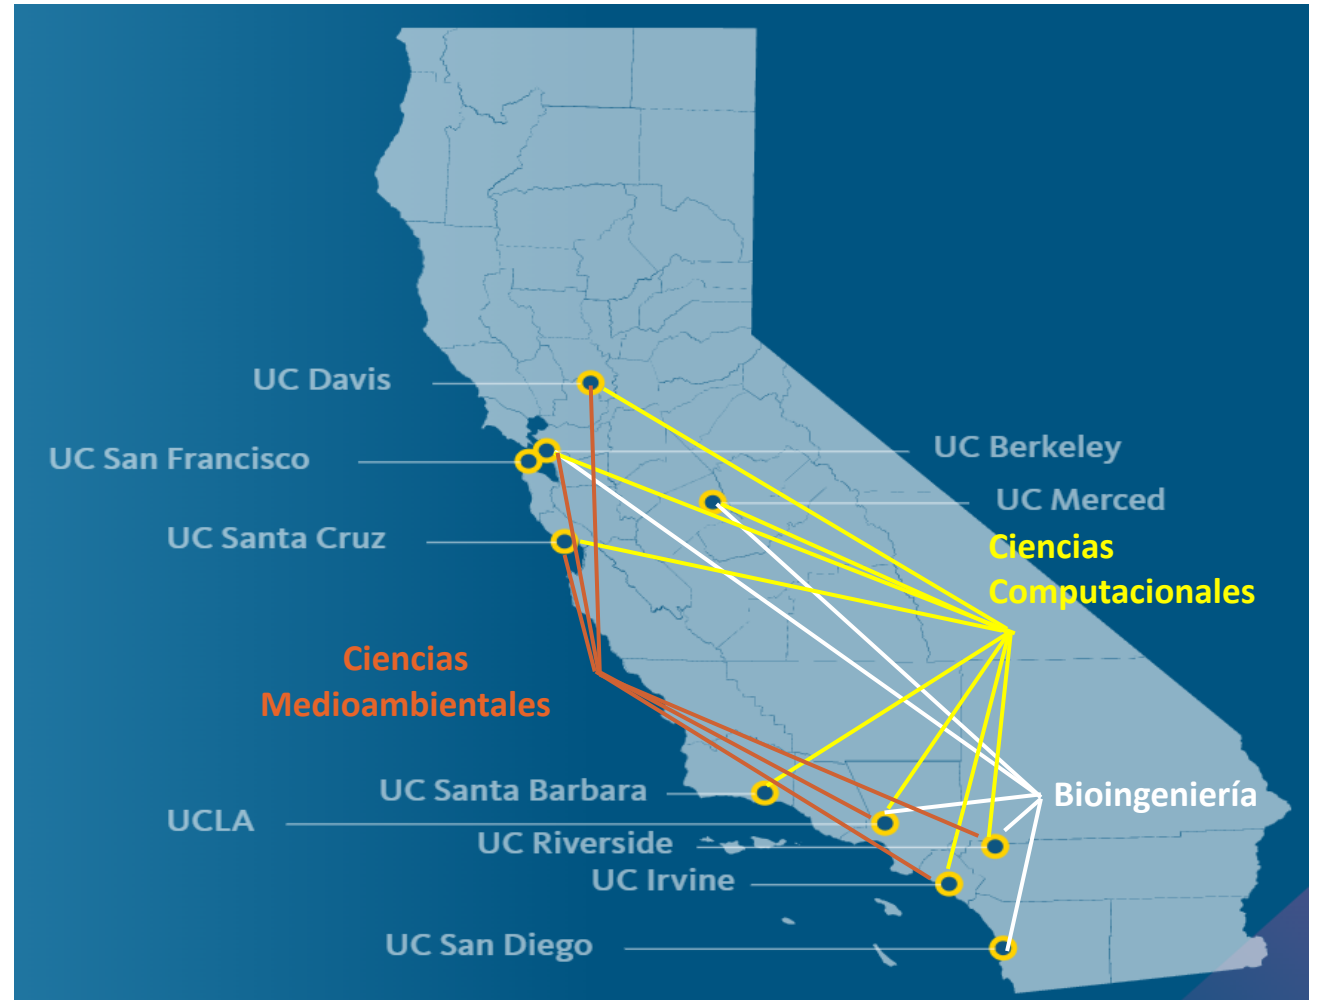 UC Davis
UC San Francisco
UC Berkeley
UC Merced
UC Santa Cruz
Ciencias
Computacionales
Ciencias
Medioambientales
UC Santa Barbara
Bioingeniería
UCLA
UC Riverside
UC Irvine
UC San Diego